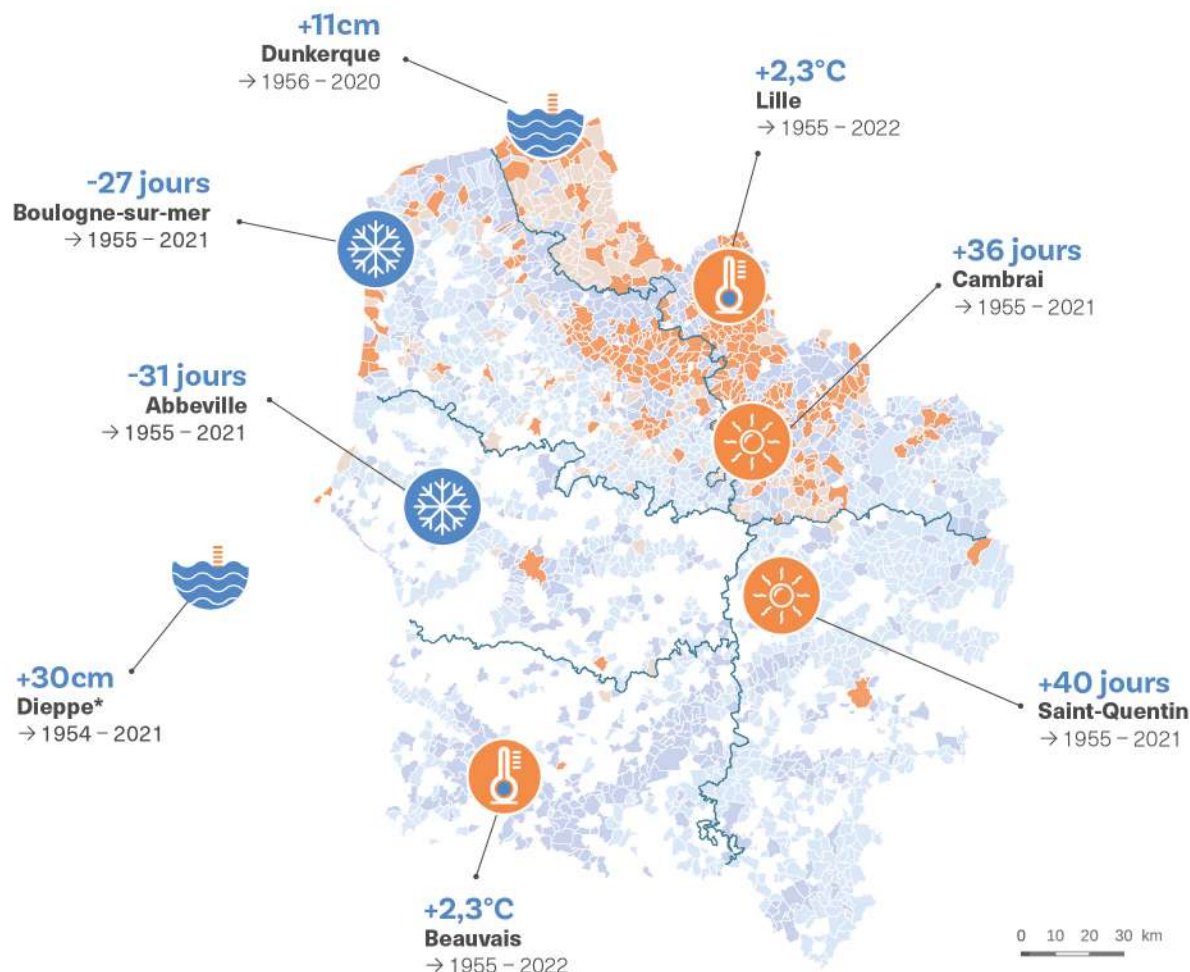 +11cm
Dunkerque
→ 1956 – 2020
+2,3°C
Lille
→ 1955 – 2022
-27 jours
Boulogne-sur-mer
→ 1955 – 2021
+36 jours
Cambrai
→ 1955 – 2021
-31 jours
Abbeville
→ 1955 – 2021
+30cm
Dieppe*
→ 1954 – 2021
+40 jours
Saint-Quentin
→ 1955 – 2021
+2,3°C
Beauvais
→ 1955 – 2022
0 10 20 30 km